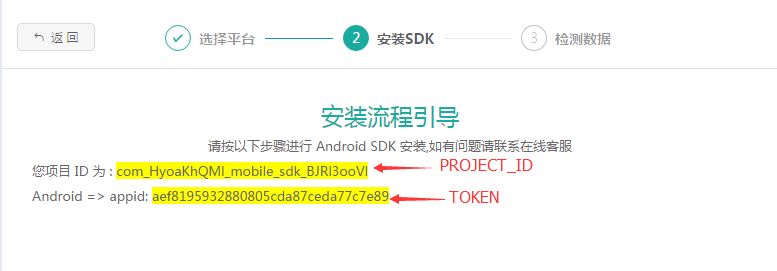 返 回 选择平台 2 安装SDK 3 检测数据
安装流程引导
请按以下步骤进行 Android SDK 安装,如有问题请联系在线客服
您项目 ID 为 : com_HyoaKhQMl_mobile_sdk_BJRl3ooVl PROJECT_ID
Android => appid: aef8195932880805cda87ceda77c7e89 TOKEN